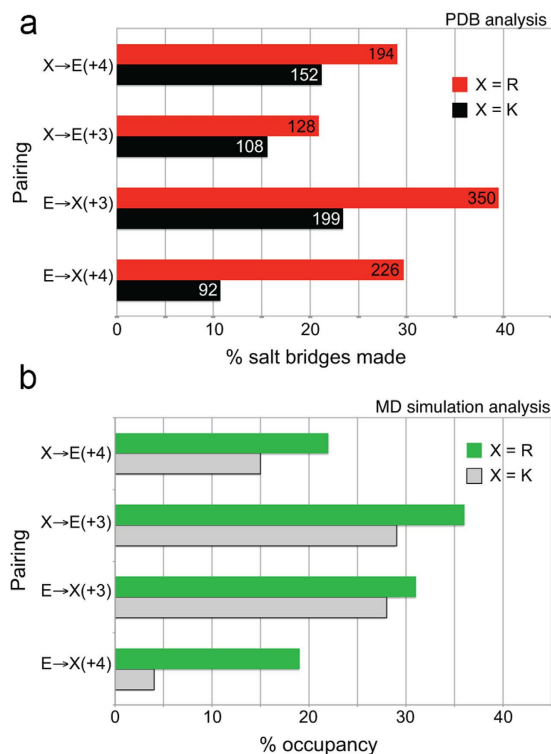 a
PDB analysis
X→E(+4)
194
152
X = R
X = K
X→E(+3)
128
108
Pairing
E→X(+3)
350
199
E→X(+4)
226
92
0 10 20 30 40
% salt bridges made
b
MD simulation analysis
X→E(+4)
X = R
X = K
X→E(+3)
Pairing
E→X(+3)
E→X(+4)
0 10 20 30 40
% occupancy